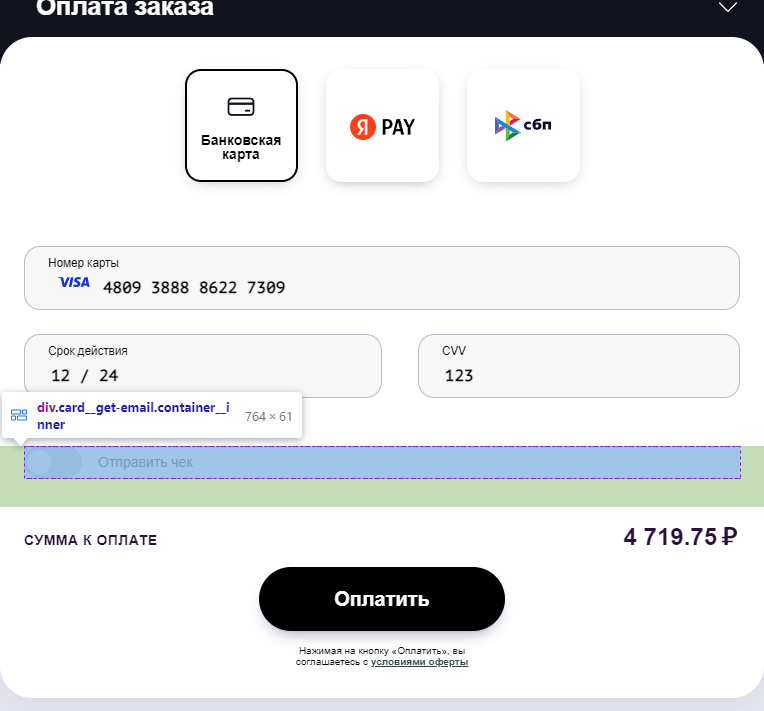 Оплата заказа
Банковская
карта
Я PAY
сбп
Номер карты
VISA 4809 3888 8622 7309
Срок действия
12 / 24
CVV
123
div.card__get-email.container__i
nner
764 × 61
Отправить чек
СУММА К ОПЛАТЕ
4 719.75 ₽
Оплатить
Нажимая на кнопку «Оплатить», вы
соглашаетесь с условиями оферты